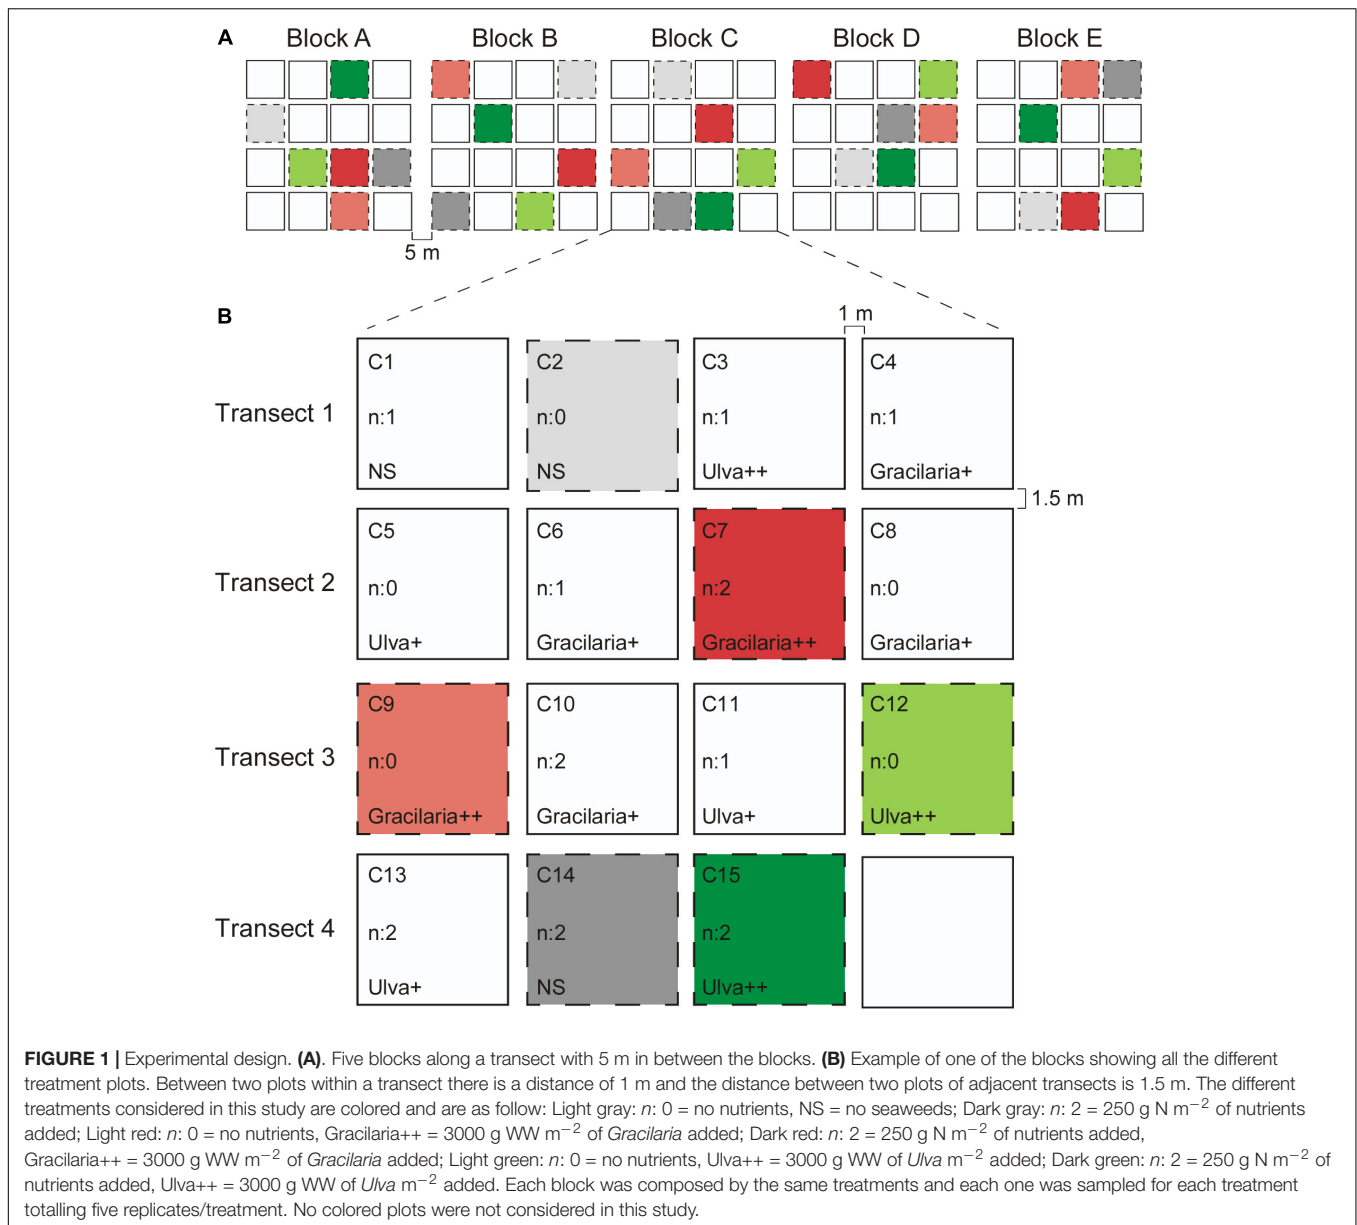 A
Block A
Block B
Block C
Block D
Block E
5 m
B
1 m
Transect 1
C1
n:1
NS
C2
n:0
NS
C3
n:1
Ulva++
C4
n:1
Gracilaria+
1.5 m
Transect 2
C5
n:0
Ulva+
C6
n:1
Gracilaria+
C7
n:2
Gracilaria++
C8
n:0
Gracilaria+
Transect 3
C9
n:0
Gracilaria++
C10
n:2
Gracilaria+
C11
n:1
Ulva+
C12
n:0
Ulva++
Transect 4
C13
n:2
Ulva+
C14
n:2
NS
C15
n:2
Ulva++
FIGURE 1 | Experimental design. (A). Five blocks along a transect with 5 m in between the blocks. (B) Example of one of the blocks showing all the different
treatment plots. Between two plots within a transect there is a distance of 1 m and the distance between two plots of adjacent transects is 1.5 m. The different
treatments considered in this study are colored and are as follow: Light gray: n: 0 = no nutrients, NS = no seaweeds; Dark gray: n: 2 = 250 g N m−2 of nutrients
added; Light red: n: 0 = no nutrients, Gracilaria++ = 3000 g WW m−2 of Gracilaria added; Dark red: n: 2 = 250 g N m−2 of nutrients added,
Gracilaria++ = 3000 g WW m−2 of Gracilaria added; Light green: n: 0 = no nutrients, Ulva++ = 3000 g WW of Ulva m−2 added; Dark green: n: 2 = 250 g N m−2 of
nutrients added, Ulva++ = 3000 g WW of Ulva m−2 added. Each block was composed by the same treatments and each one was sampled for each treatment
totalling five replicates/treatment. No colored plots were not considered in this study.